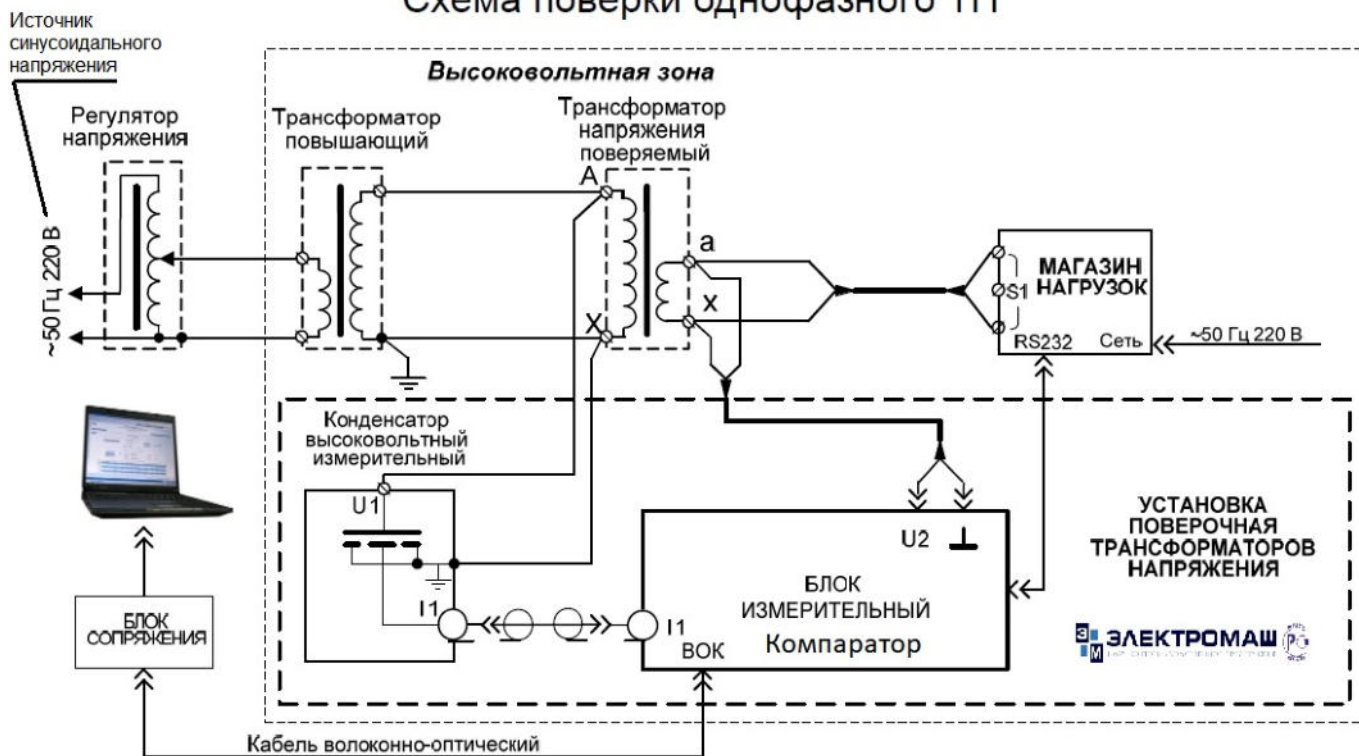 Схема поверки однофазного ТП
Источник
синусоидального
напряжения
Высоковольтная зона
Регулятор
напряжения
Трансформатор
повышающий
Трансформатор
напряжения
поверяемый
A
a
X
X
~50 Гц 220 В
МАГАЗИН
НАГРУЗОК
S1
RS232
Сеть
~50 Гц 220 В
Конденсатор
высоковольтный
измерительный
U1
I1
I1
U2
БЛОК
ИЗМЕРИТЕЛЬНЫЙ
Компаратор
ВОК
УСТАНОВКА
ПОВЕРОЧНАЯ
ТРАНСФОРМАТОРОВ
НАПРЯЖЕНИЯ
ЭМ ЭЛЕКТРОМАШ
БЛОК
СОПРЯЖЕНИЯ
Кабель волоконно-оптический